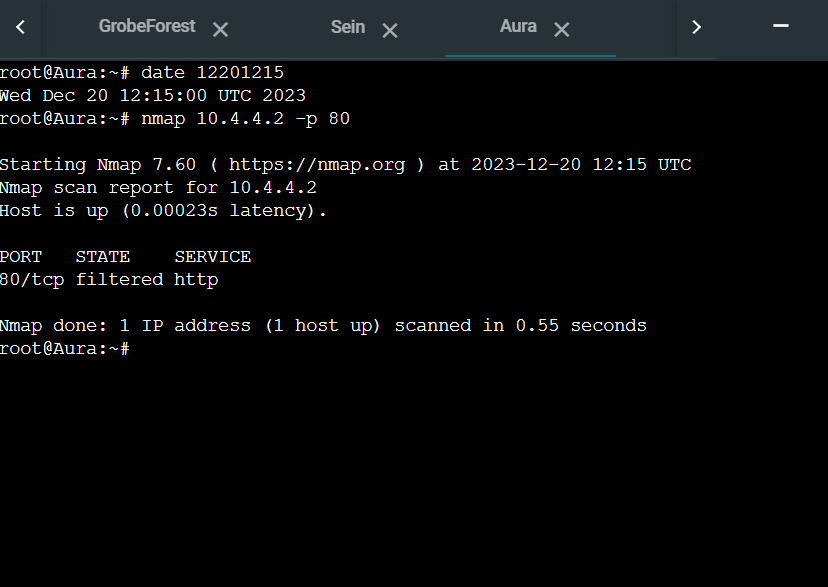 GrobeForest
Sein
Aura
root@Aura:~# date 12201215
Wed Dec 20 12:15:00 UTC 2023
root@Aura:~# nmap 10.4.4.2 -p 80
Starting Nmap 7.60 ( https://nmap.org ) at 2023-12-20 12:15 UTC
Nmap scan report for 10.4.4.2
Host is up (0.00023s latency).
PORT   STATE    SERVICE
80/tcp filtered http
Nmap done: 1 IP address (1 host up) scanned in 0.55 seconds
root@Aura:~#